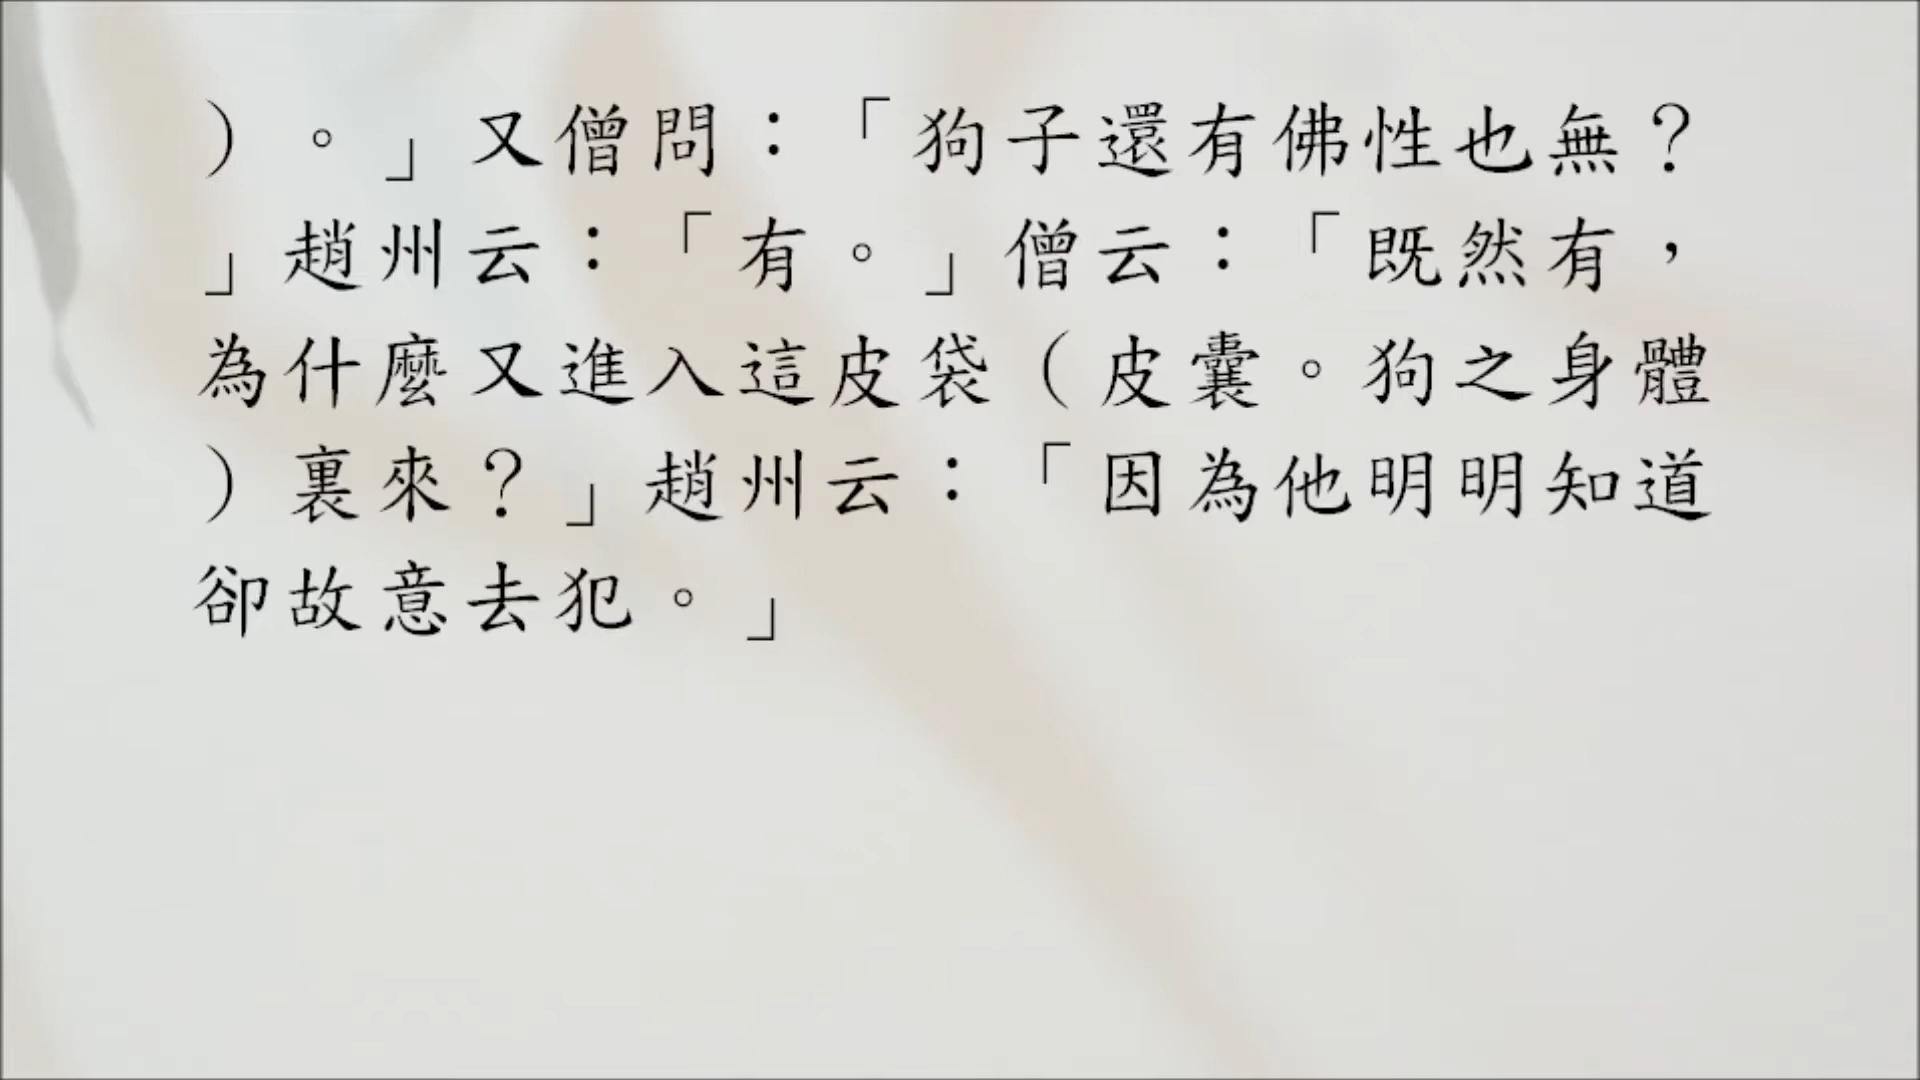 ）。」又僧問：「狗子還有佛性也無？
」趙州云：「有。」僧云：「既然有，
為什麼又進入這皮袋（皮囊。狗之身體
）裏來？」趙州云：「因為他明明知道
卻故意去犯。」